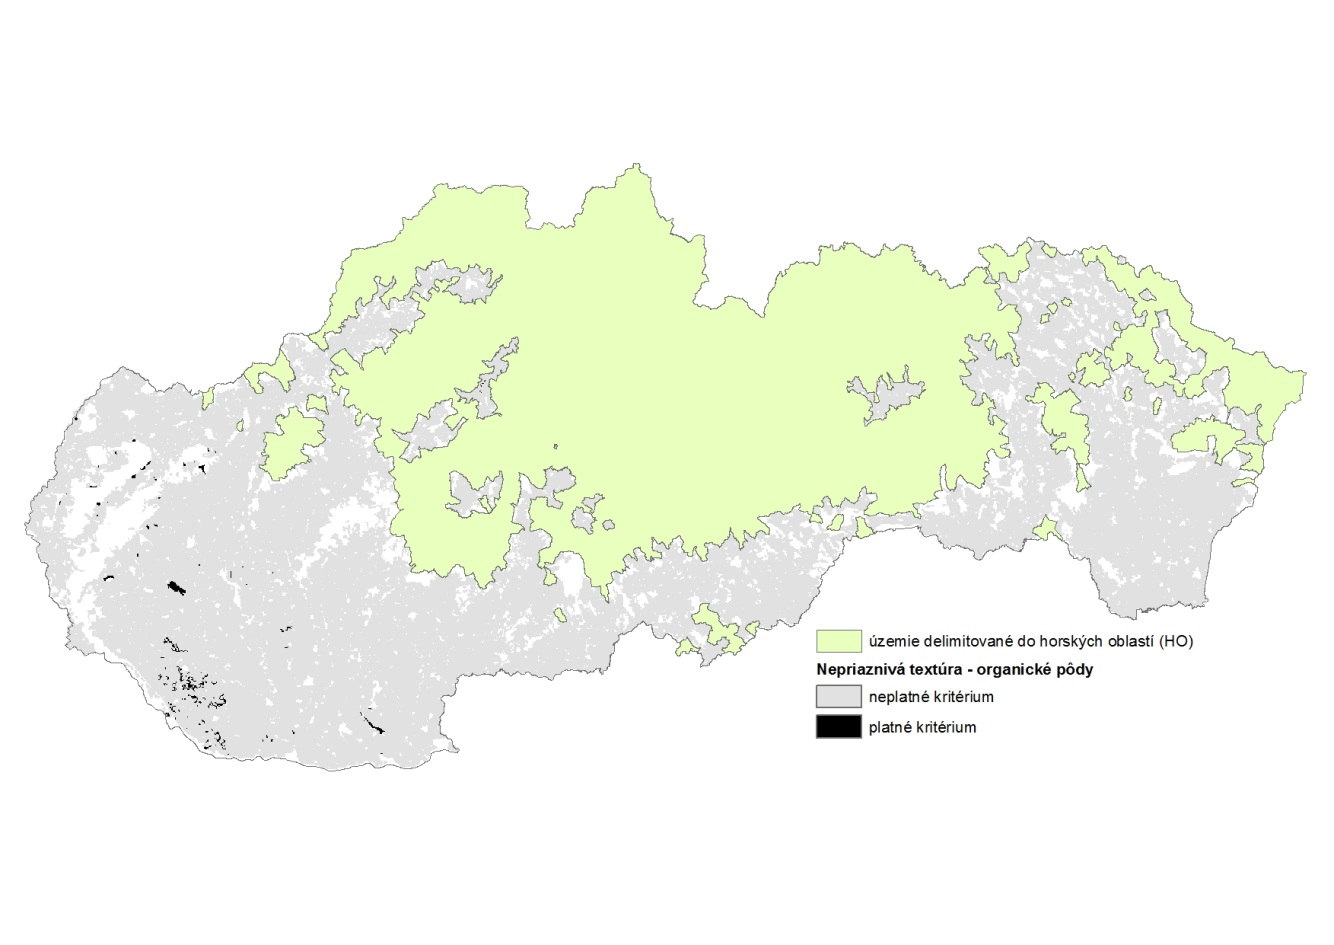 územie delimitované do horských oblastí (HO)
Nepriaznivá textúra - organické pôdy
neplatné kritérium
platné kritérium